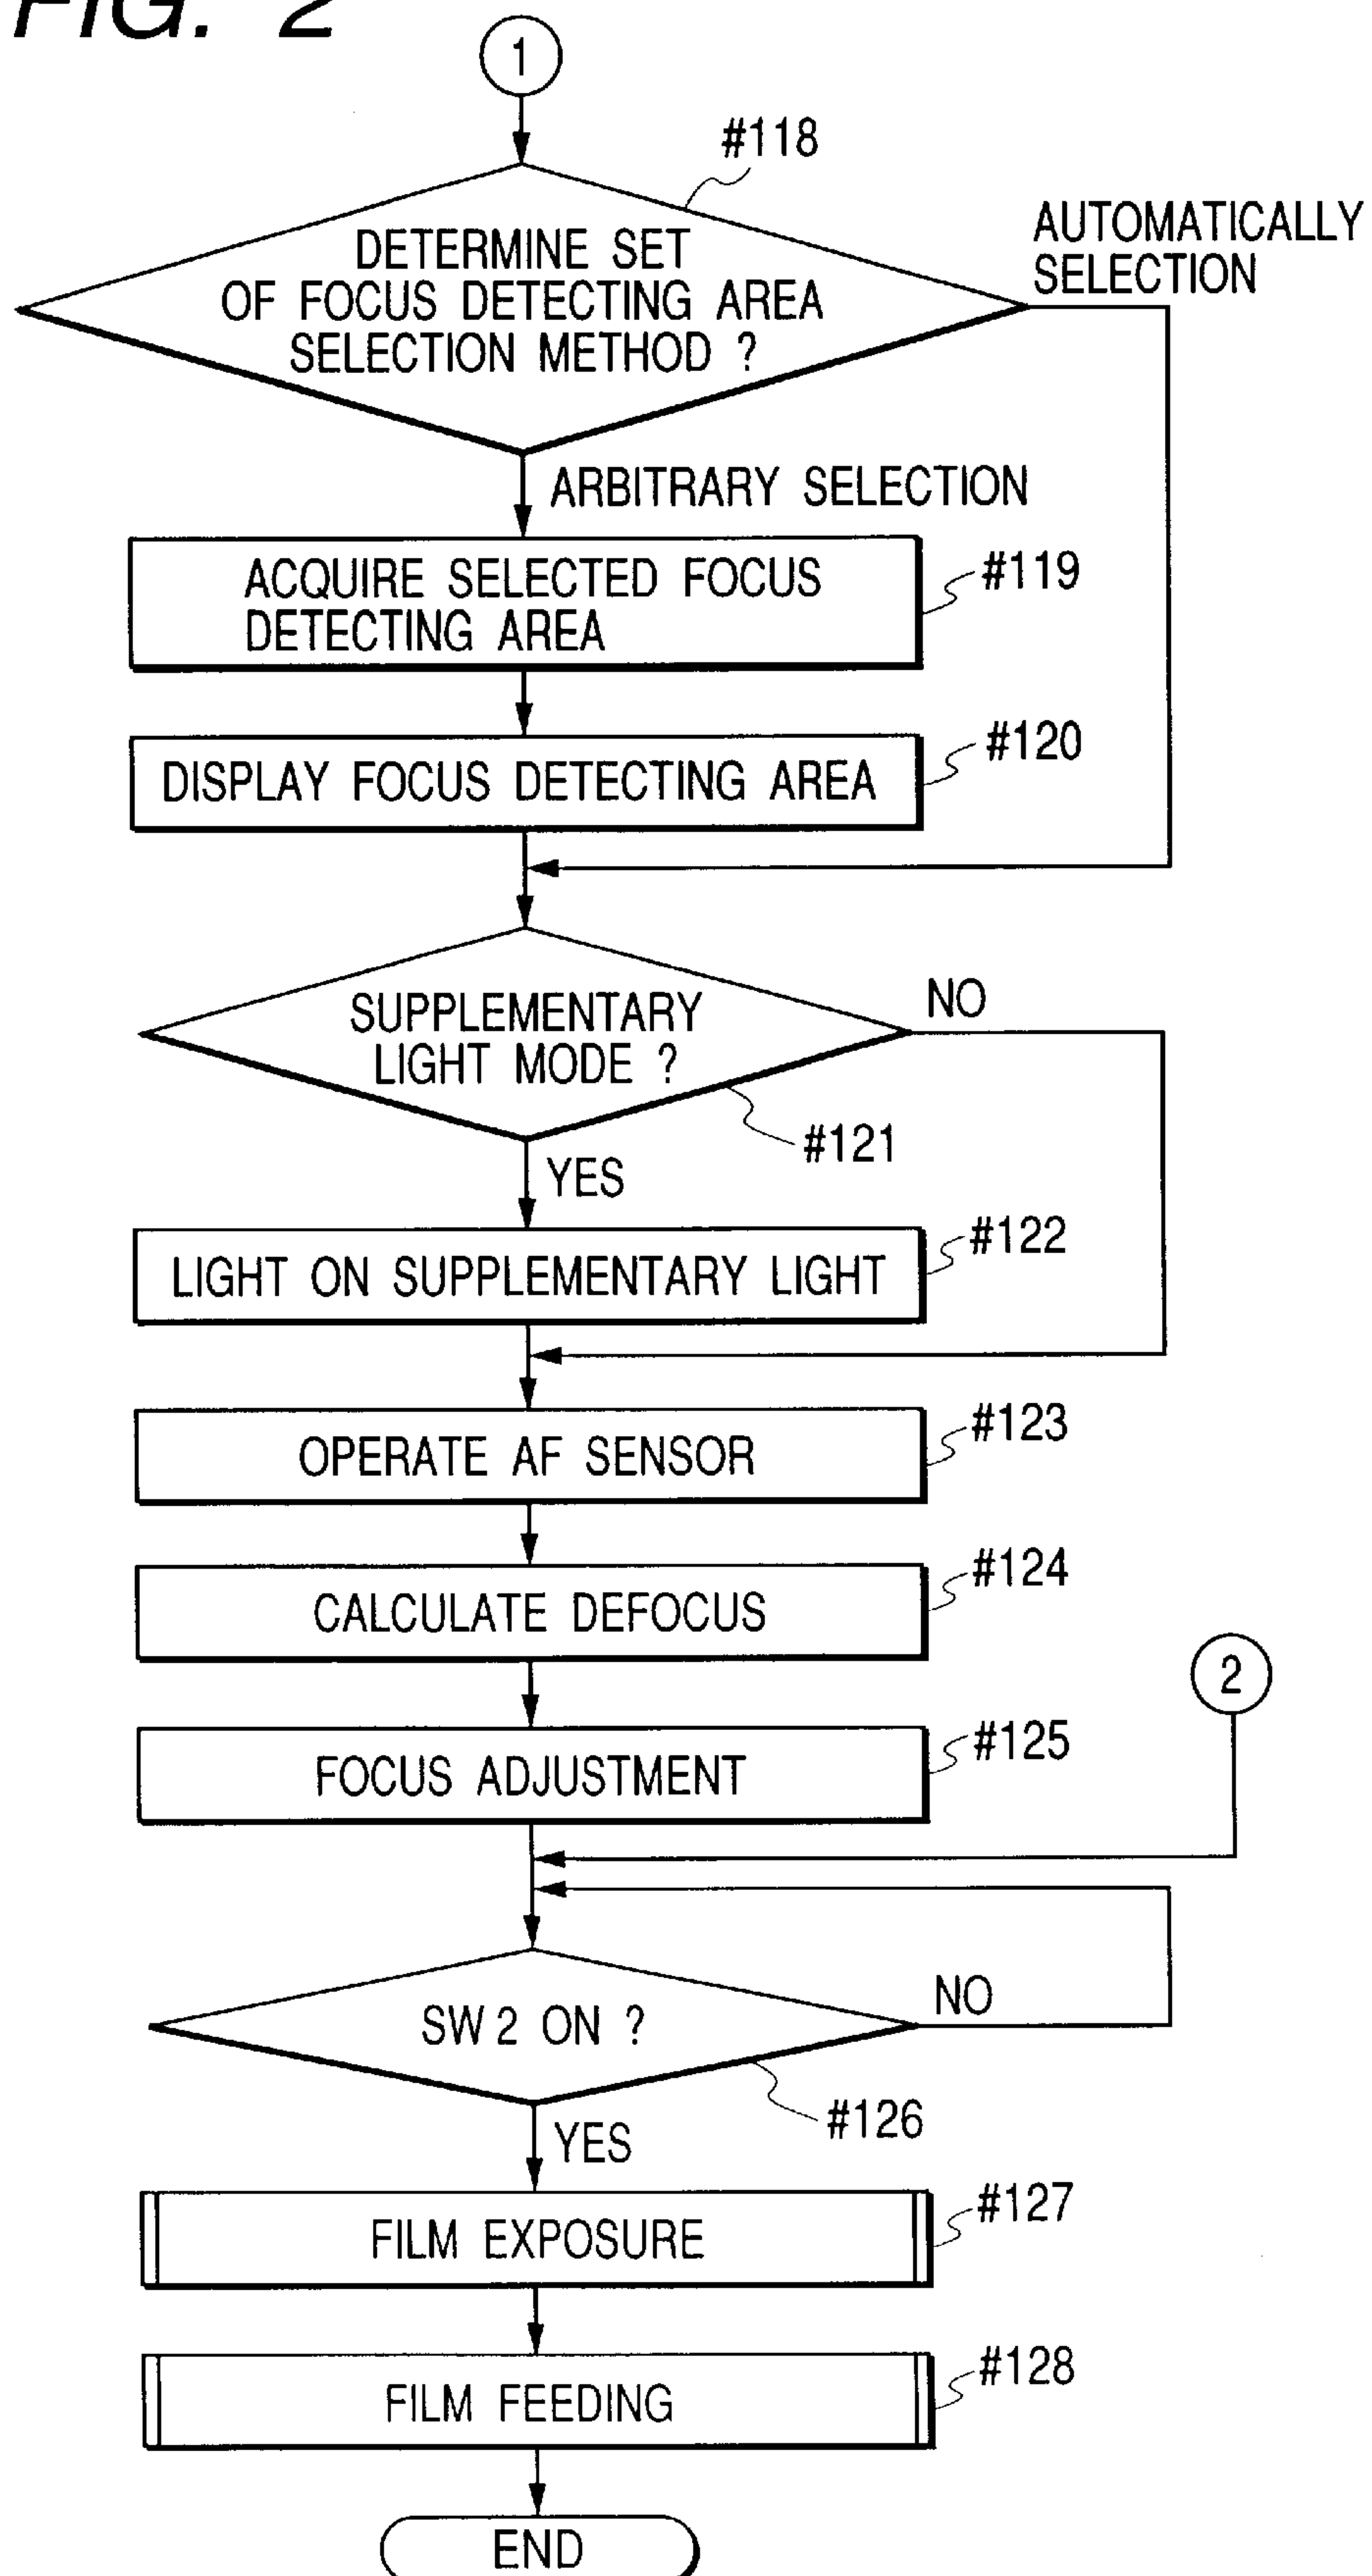 FIG. 2
1
#118
DETERMINE SET
OF FOCUS DETECTING AREA
SELECTION METHOD ?
AUTOMATICALLY
SELECTION
ARBITRARY SELECTION
ACQUIRE SELECTED FOCUS
DETECTING AREA
#119
DISPLAY FOCUS DETECTING AREA
#120
SUPPLEMENTARY
LIGHT MODE ?
NO
#121
YES
LIGHT ON SUPPLEMENTARY LIGHT
#122
OPERATE AF SENSOR
#123
CALCULATE DEFOCUS
#124
2
FOCUS ADJUSTMENT
#125
SW2 ON ?
NO
#126
YES
FILM EXPOSURE
#127
FILM FEEDING
#128
END